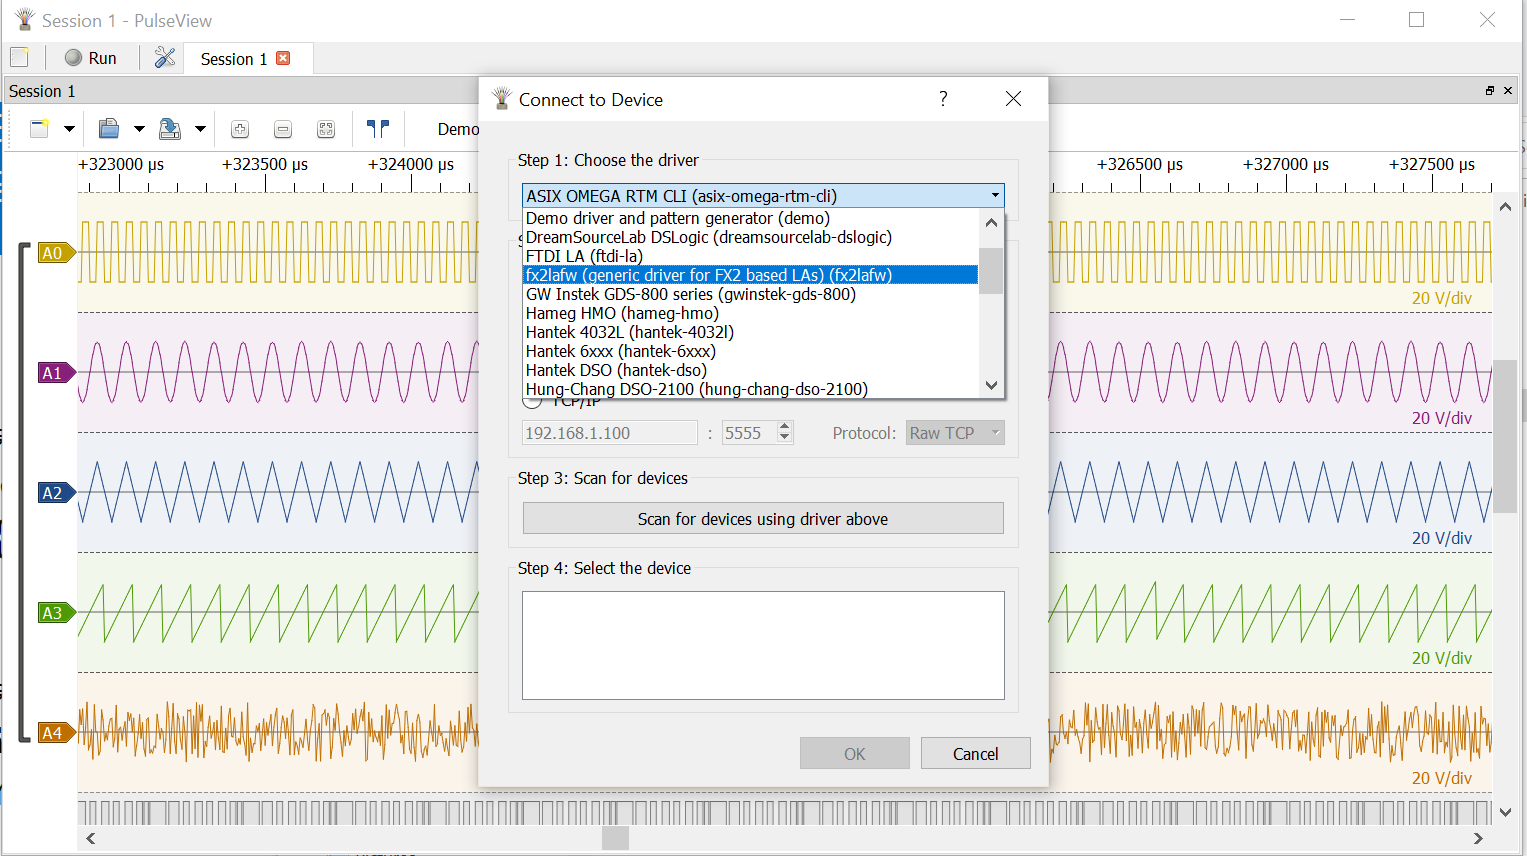 Session 1 - PulseView
Run
Session 1
Session 1
Demo
Connect to Device
?
+323000 µs
+323500 µs
+324000 µs
+326500 µs
+327000 µs
+327500 µs
Step 1: Choose the driver
ASIX OMEGA RTM CLI (asix-omega-rtm-cli)
Demo driver and pattern generator (demo)
DreamSourceLab DSLogic (dreamsourcelab-dslogic)
FTDI LA (ftdi-la)
fx2lafw (generic driver for FX2 based LAs) (fx2lafw)
GW Instek GDS-800 series (gwinstek-gds-800)
Hameg HMO (hameg-hmo)
Hantek 4032L (hantek-4032l)
Hantek 6xxx (hantek-6xxx)
Hantek DSO (hantek-dso)
Hung-Chang DSO-2100 (hung-chang-dso-2100)
TCP/IP
192.168.1.100 : 5555 Protocol: Raw TCP
Step 3: Scan for devices
Scan for devices using driver above
Step 4: Select the device
OK
Cancel
A0
20 V/div
A1
20 V/div
A2
20 V/div
A3
20 V/div
A4
20 V/div